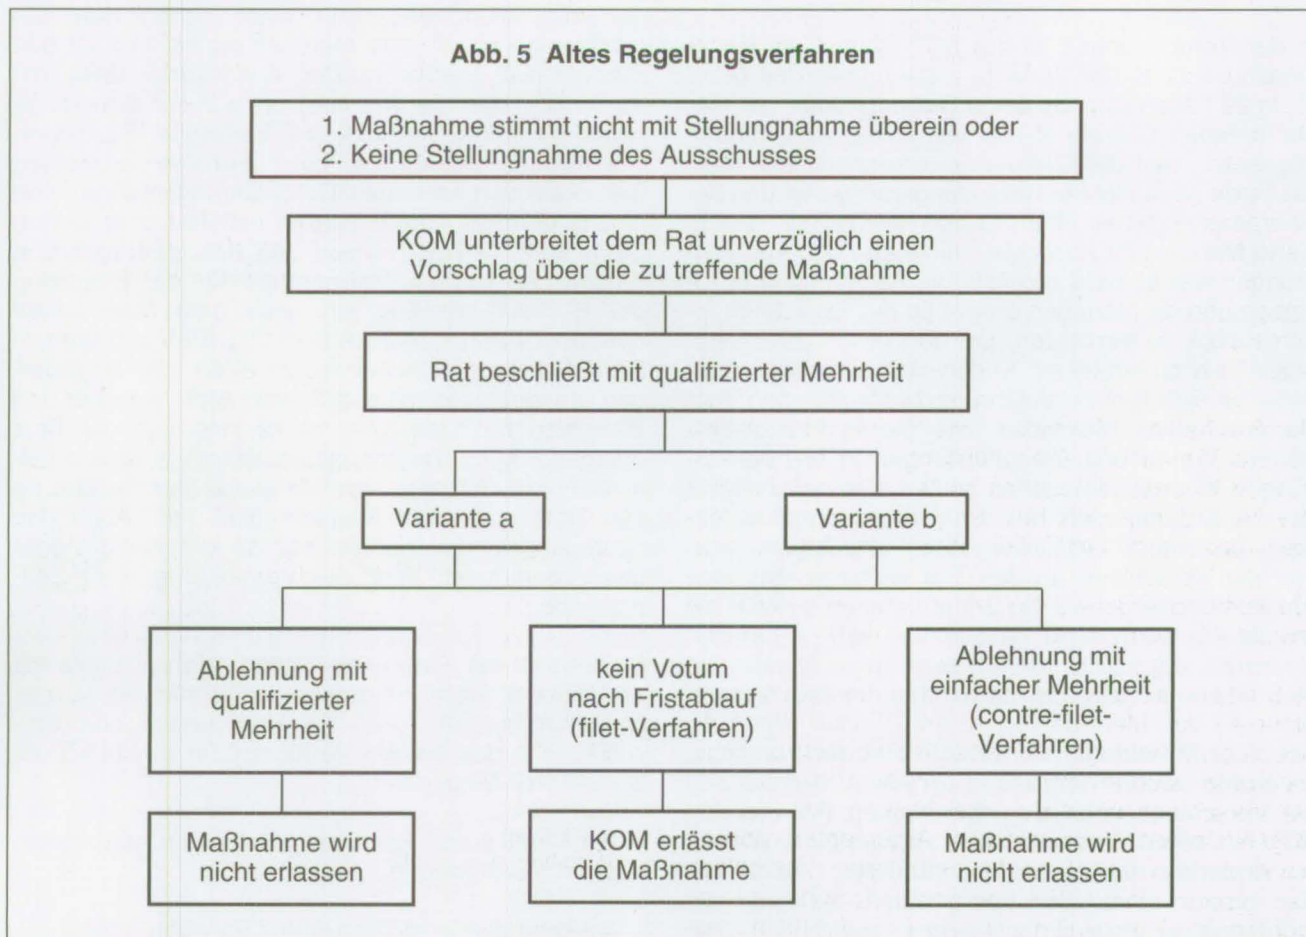 Abb. 5 Altes Regelungsverfahren
1. Maßnahme stimmt nicht mit Stellungnahme überein oder
2. Keine Stellungnahme des Ausschusses
KOM unterbreitet dem Rat unverzüglich einen
Vorschlag über die zu treffende Maßnahme
Rat beschließt mit qualifizierter Mehrheit
Variante a
Variante b
Ablehnung mit
qualifizierter
Mehrheit
kein Votum
nach Fristablauf
(filet-Verfahren)
Ablehnung mit
einfacher Mehrheit
(contre-filet-
Verfahren)
Maßnahme wird
nicht erlassen
KOM erlässt
die Maßnahme
Maßnahme wird
nicht erlassen